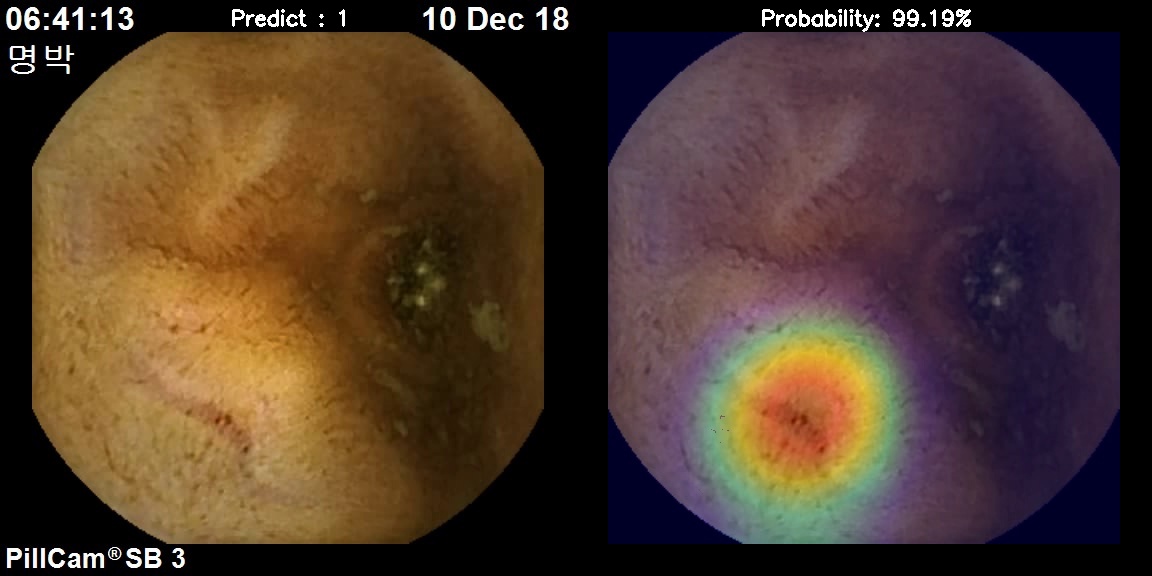 06:41:13
Predict : 1
10 Dec 18
Probability: 99.19%
명박
PillCam® SB 3